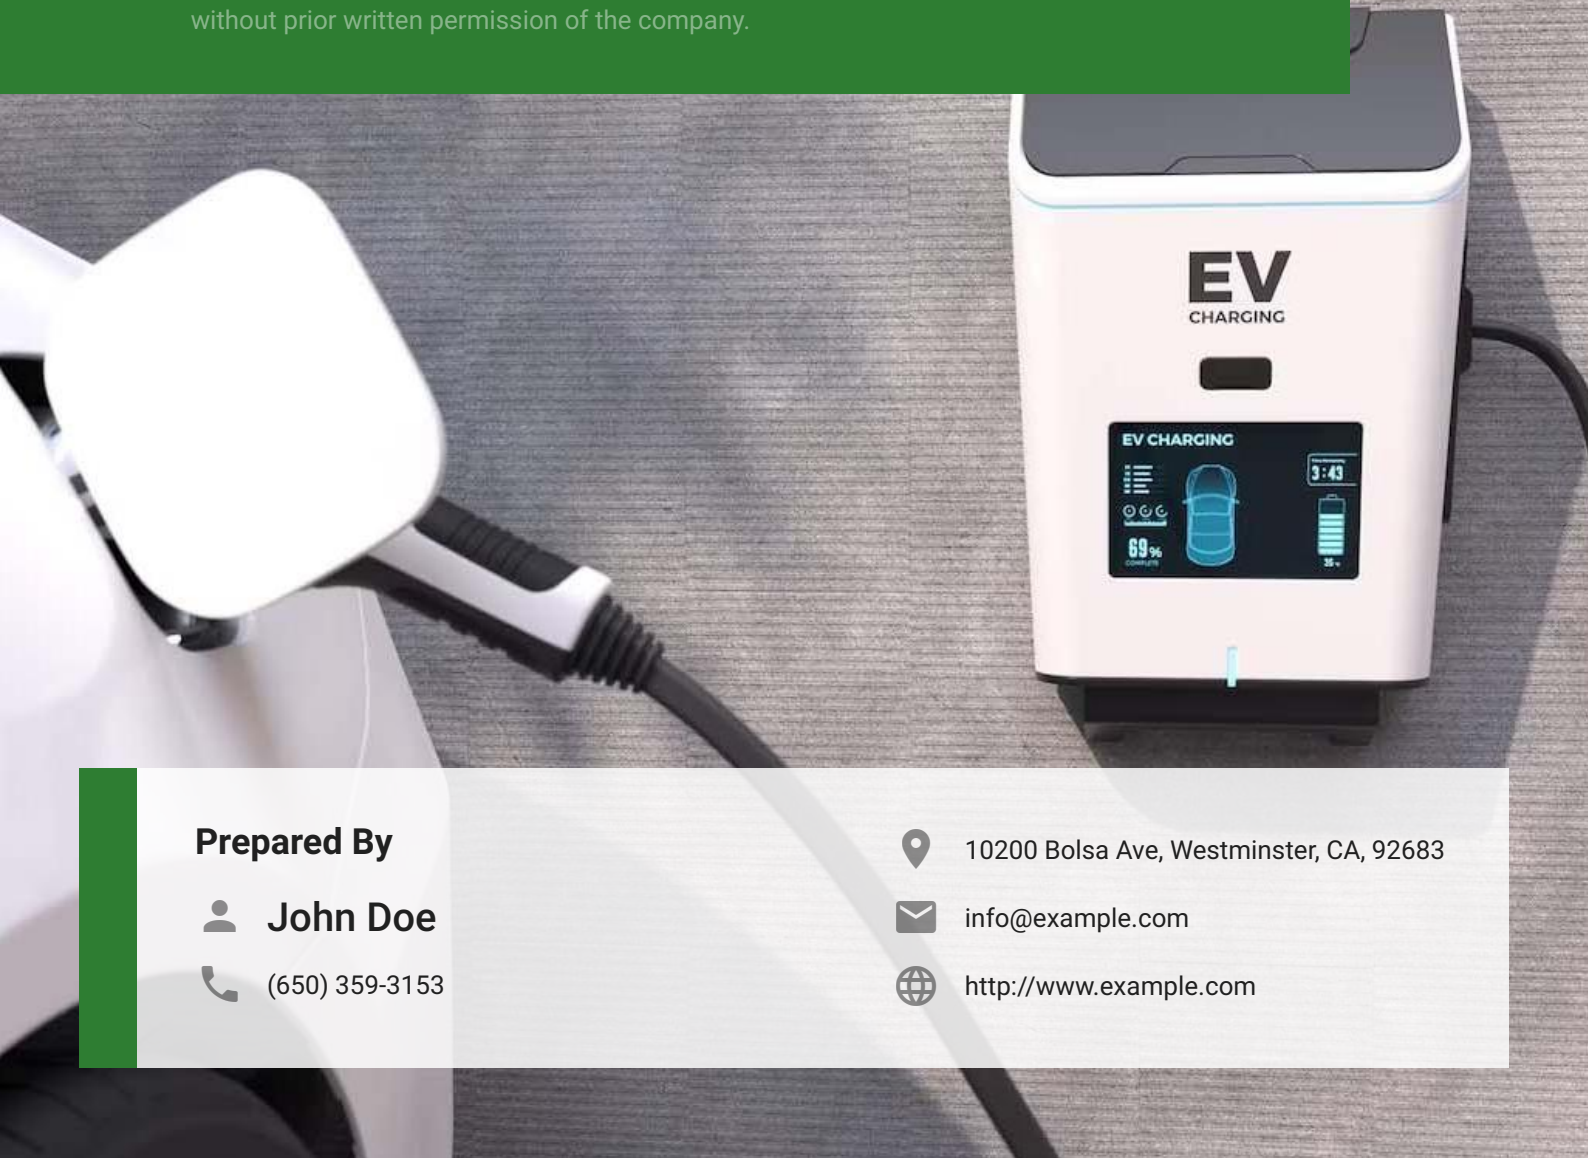 without prior written permission of the company.
EV
CHARGING
EV CHARGING
3:43
69%
COMPLETE
Prepared By
John Doe
(650) 359-3153
10200 Bolsa Ave, Westminster, CA, 92683
info@example.com
http://www.example.com